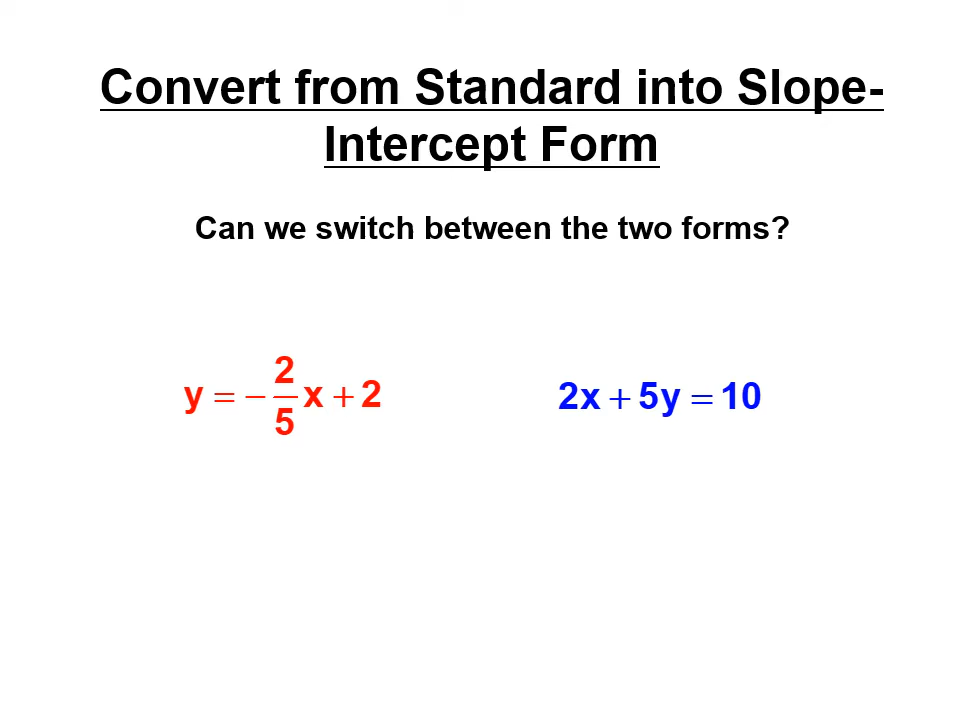 Convert from Standard into Slope-
Intercept Form
Can we switch between the two forms?
y = −2/5x + 2
2x + 5y = 10